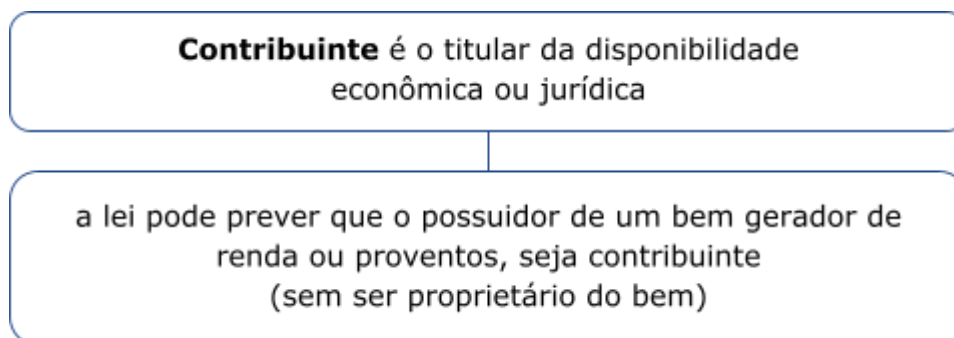 Contribuinte é o titular da disponibilidade
econômica ou jurídica
a lei pode prever que o possuidor de um bem gerador de
renda ou proventos, seja contribuinte
(sem ser proprietário do bem)